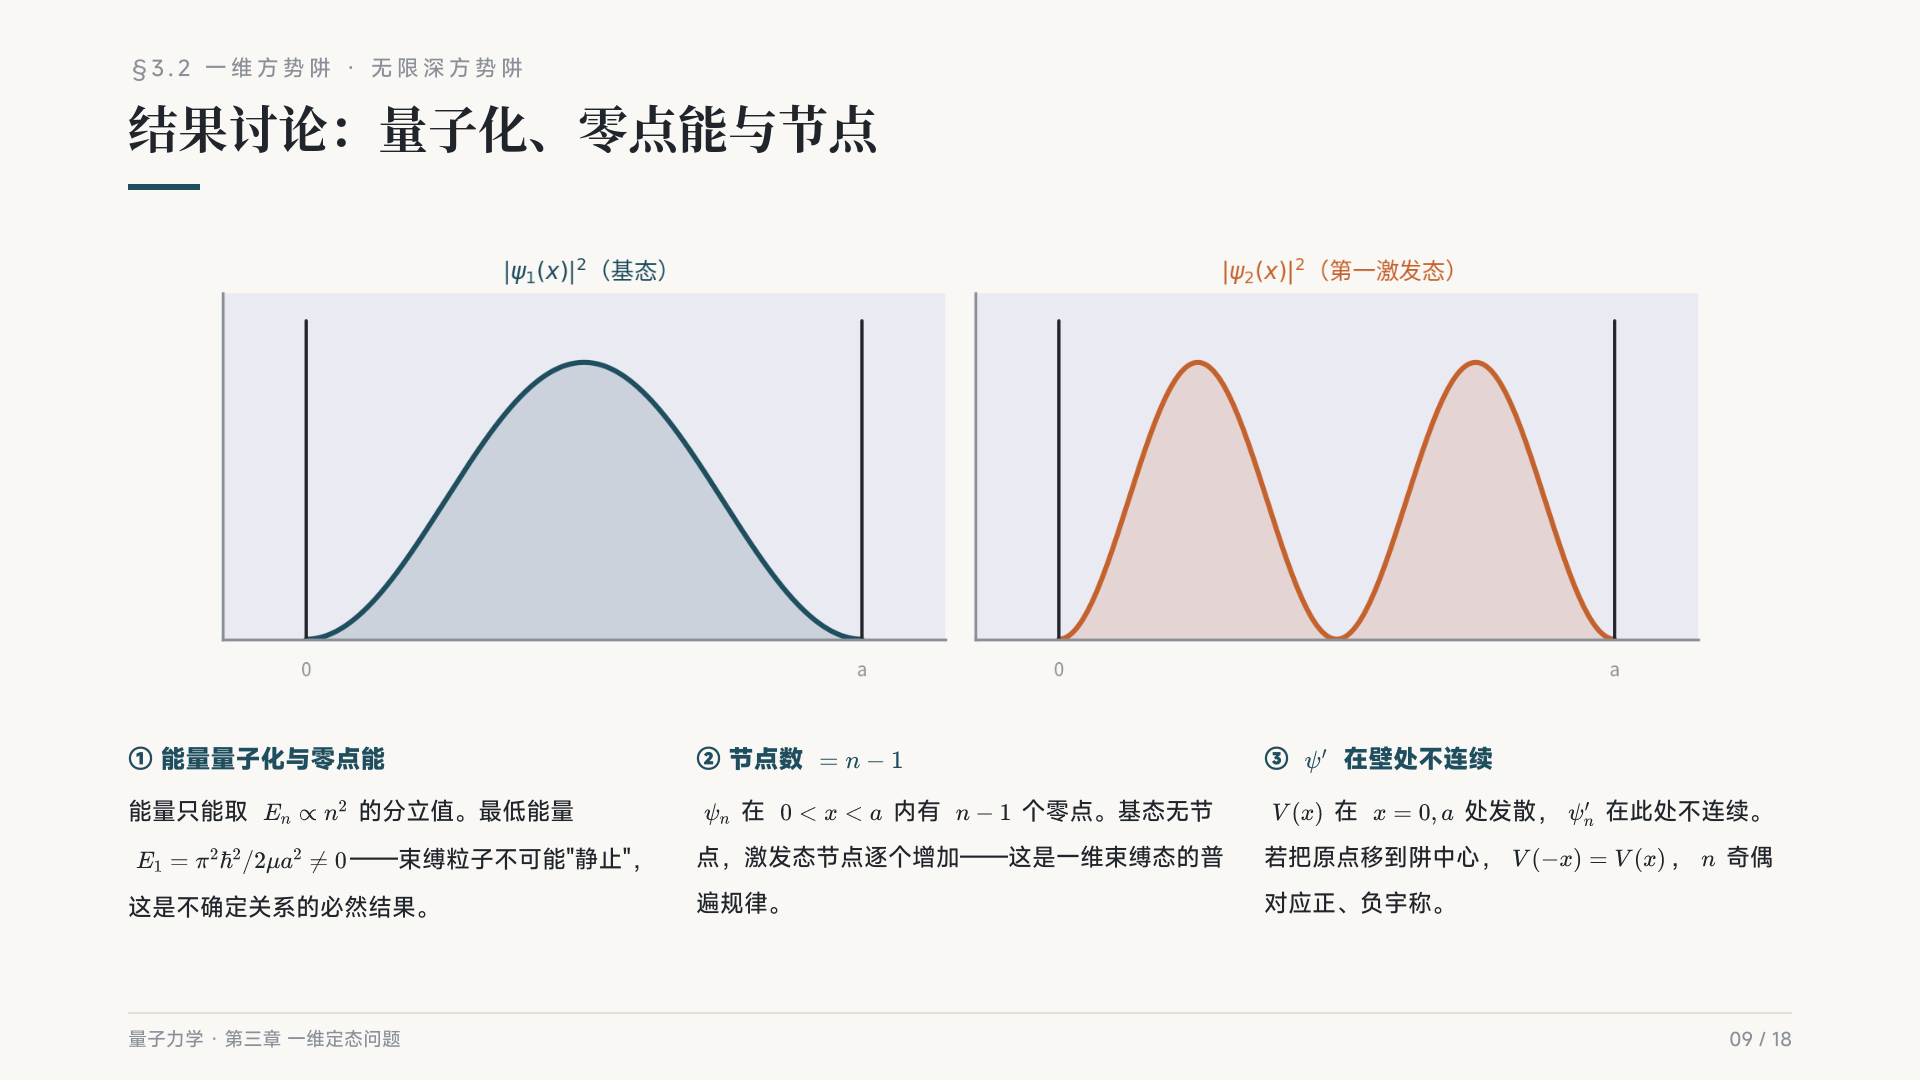 §3.2 一维方势阱 · 无限深方势阱
结果讨论：量子化、零点能与节点
|ψ₁(x)|²（基态）
|ψ₂(x)|²（第一激发态）
0
a
0
a
① 能量量子化与零点能
能量只能取 Eₙ ∝ n² 的分立值。最低能量
E₁ = π²ħ²/2μa² ≠ 0——束缚粒子不可能"静止"，
这是不确定关系的必然结果。
② 节点数 = n − 1
ψₙ 在 0 < x < a 内有 n − 1 个零点。基态无节
点，激发态节点逐个增加——这是一维束缚态的普
遍规律。
③ ψ′ 在壁处不连续
V(x) 在 x = 0, a 处发散，ψ′ₙ 在此处不连续。
若把原点移到阱中心，V(−x) = V(x)，n 奇偶
对应正、负宇称。
量子力学 · 第三章 一维定态问题
09 / 18